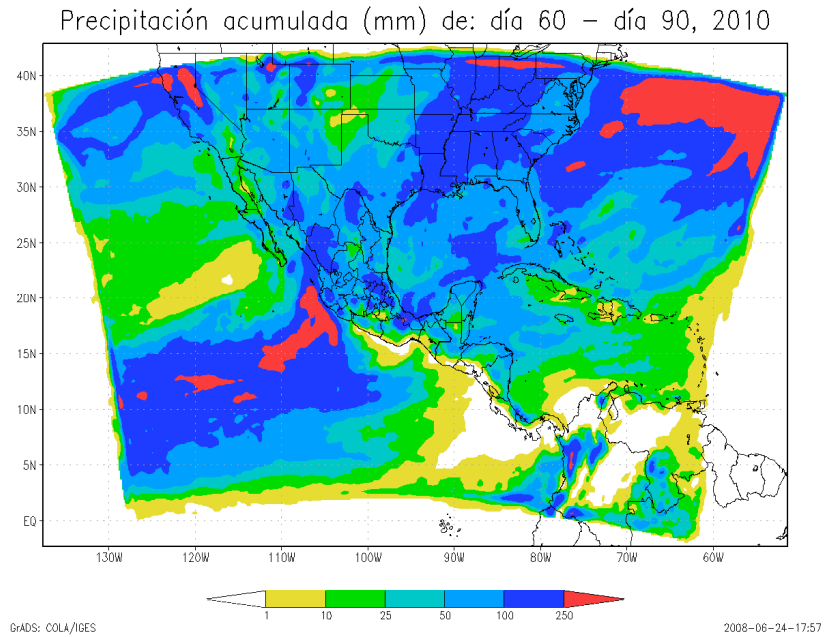 Precipitación acumulada (mm) de: día 60 – día 90, 2010
40N
35N
30N
25N
20N
15N
10N
5N
EQ
130W 120W 110W 100W 90W 80W 70W 60W
1 10 25 50 100 250
GrADS: COLA/IGES 2008-06-24-17:57